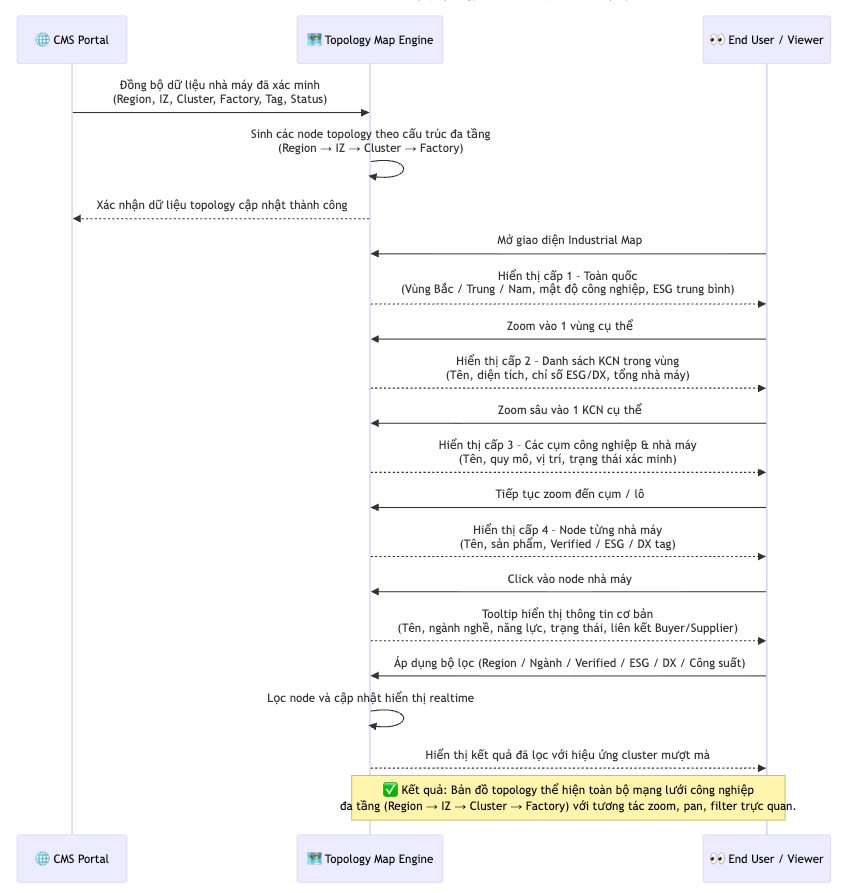 🌐 CMS Portal
🗺️ Topology Map Engine
👀 End User / Viewer
Đồng bộ dữ liệu nhà máy đã xác minh
(Region, IZ, Cluster, Factory, Tag, Status)
Sinh các node topology theo cấu trúc đa tầng
(Region → IZ → Cluster → Factory)
Xác nhận dữ liệu topology cập nhật thành công
Mở giao diện Industrial Map
Hiển thị cấp 1 – Toàn quốc
(Vùng Bắc / Trung / Nam, mật độ công nghiệp, ESG trung bình)
Zoom vào 1 vùng cụ thể
Hiển thị cấp 2 – Danh sách KCN trong vùng
(Tên, diện tích, chỉ số ESG/DX, tổng nhà máy)
Zoom sâu vào 1 KCN cụ thể
Hiển thị cấp 3 – Các cụm công nghiệp & nhà máy
(Tên, quy mô, vị trí, trạng thái xác minh)
Tiếp tục zoom đến cụm / lô
Hiển thị cấp 4 – Node từng nhà máy
(Tên, sản phẩm, Verified / ESG / DX tag)
Click vào node nhà máy
Tooltip hiển thị thông tin cơ bản
(Tên, ngành nghề, năng lực, trạng thái, liên kết Buyer/Supplier)
Áp dụng bộ lọc (Region / Ngành / Verified / ESG / DX / Công suất)
Lọc node và cập nhật hiển thị realtime
Hiển thị kết quả đã lọc với hiệu ứng cluster mượt mà
✅ Kết quả: Bản đồ topology thể hiện toàn bộ mạng lưới công nghiệp
đa tầng (Region → IZ → Cluster → Factory) với tương tác zoom, pan, filter trực quan.
🌐 CMS Portal
🗺️ Topology Map Engine
👀 End User / Viewer